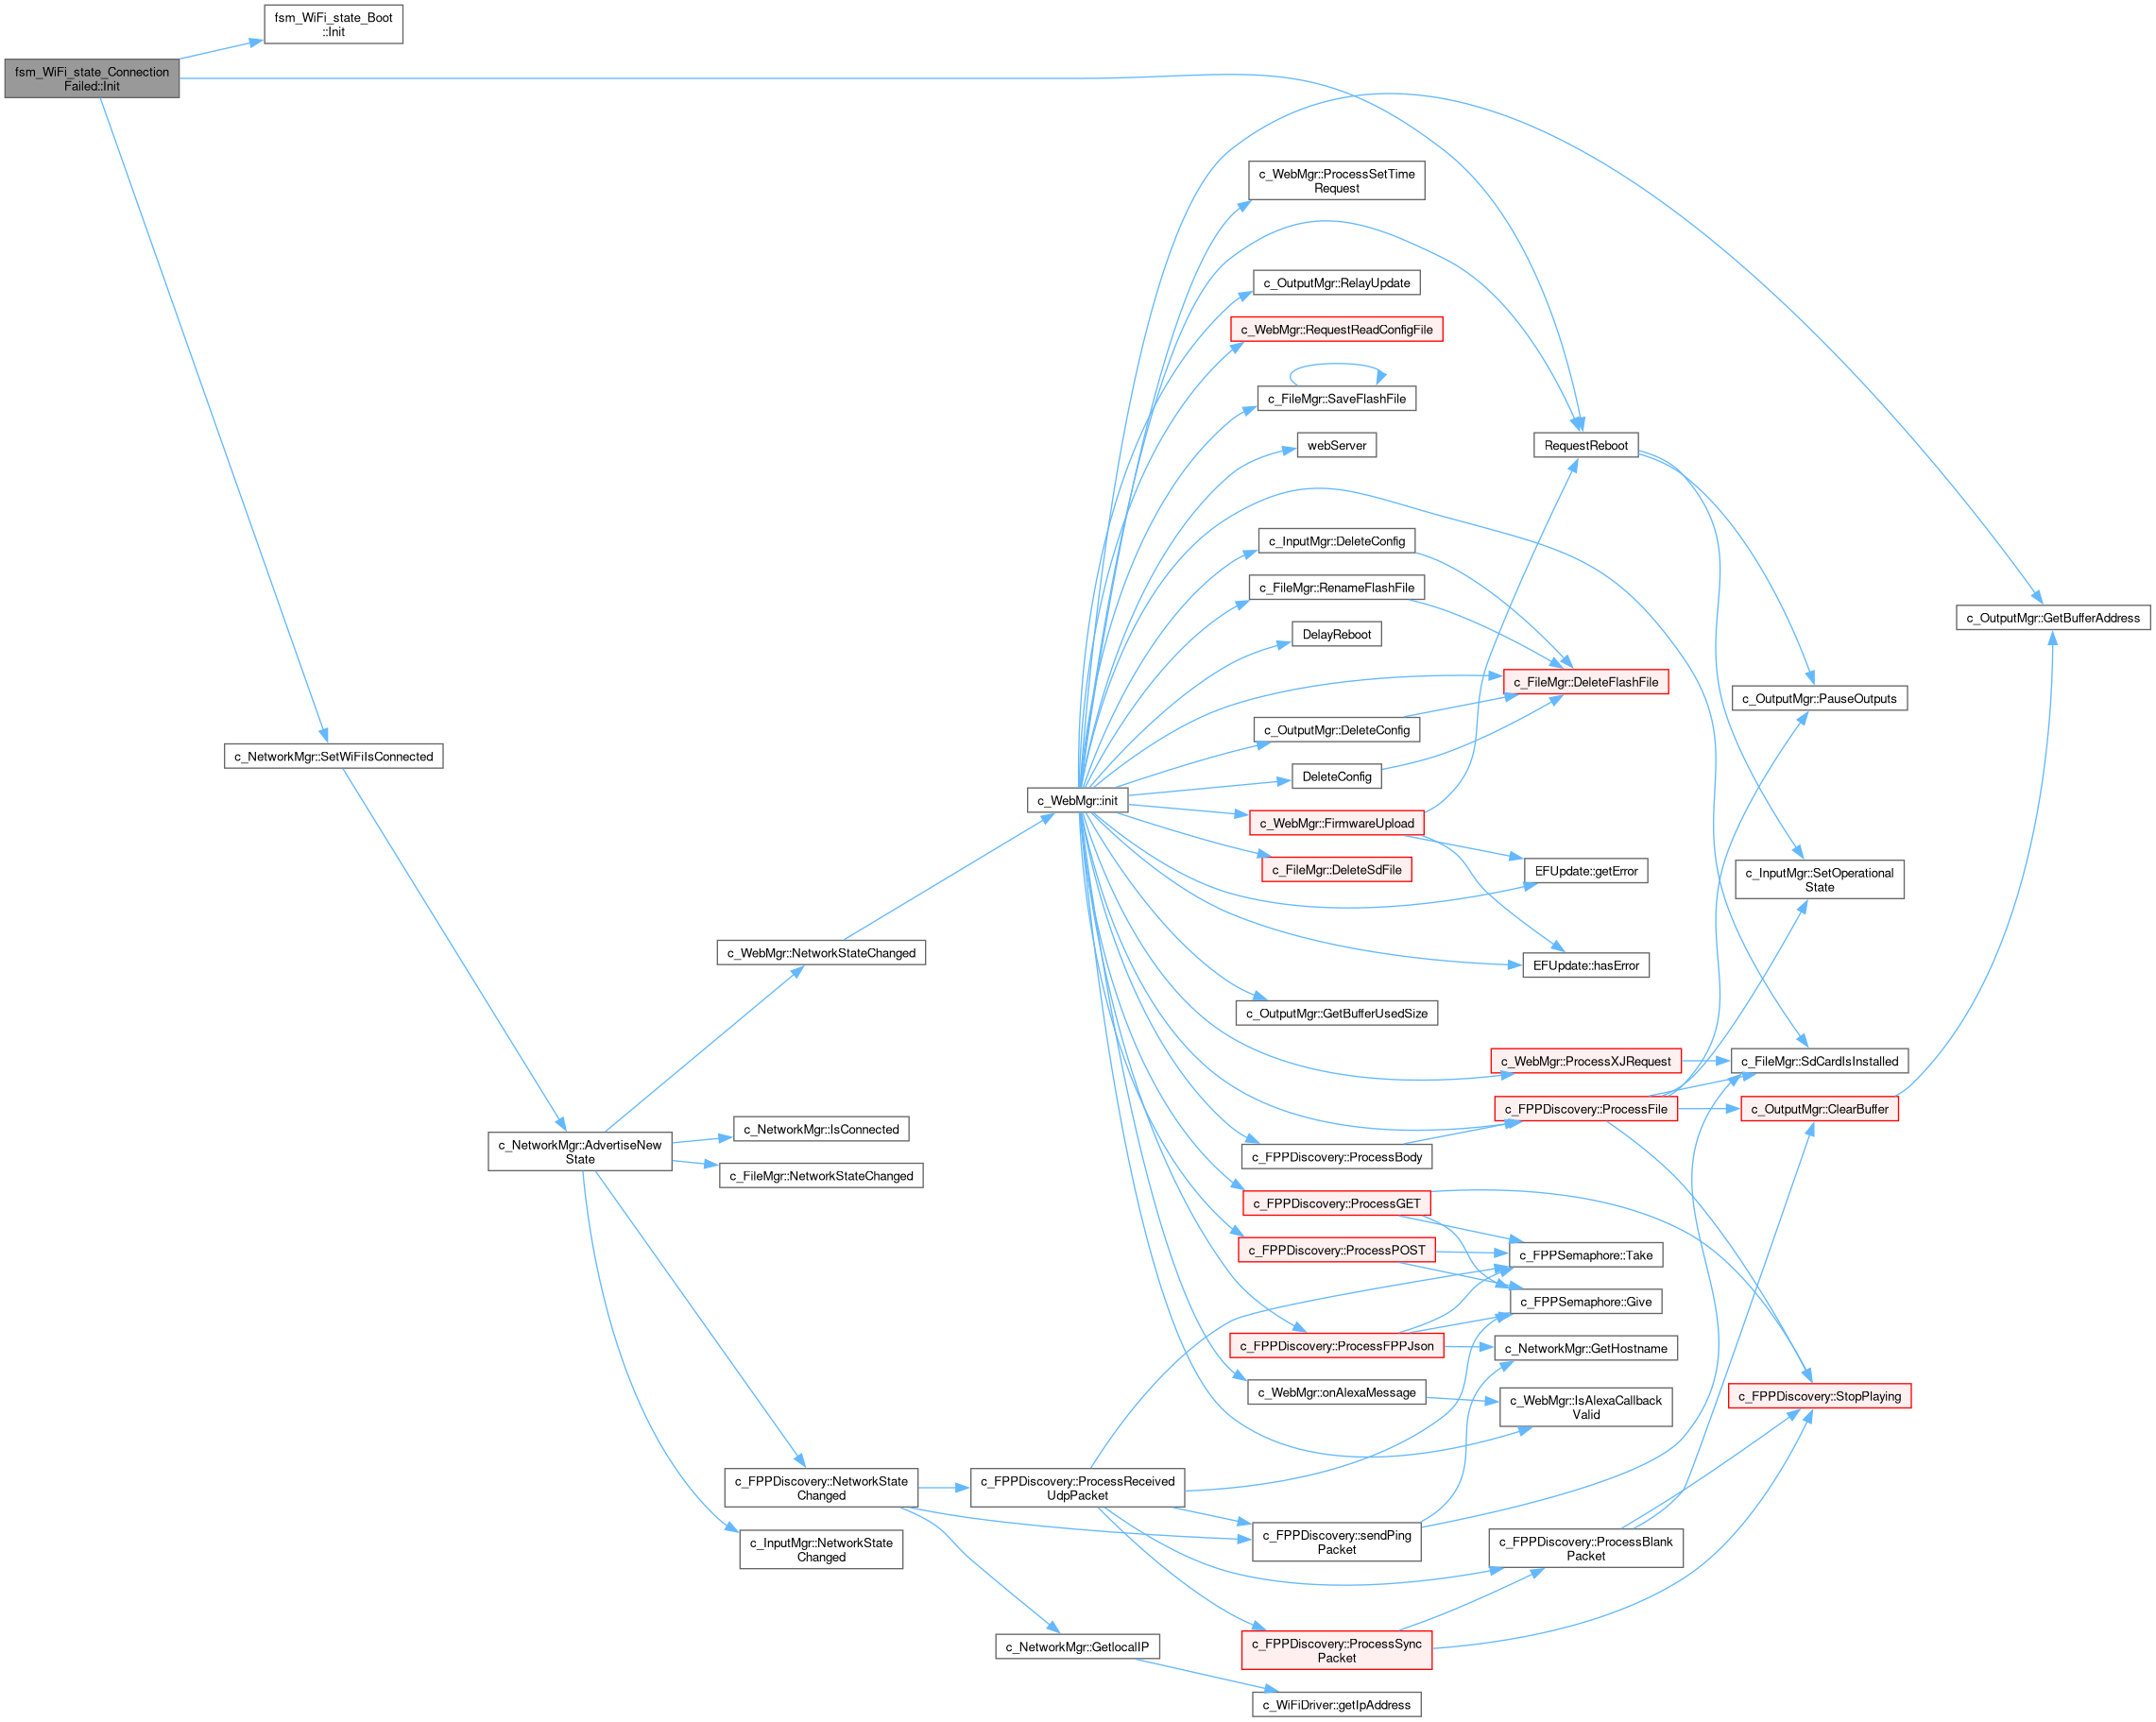 fsm_WiFi_state_Boot
::Init
fsm_WiFi_state_Connection
Failed::Init
c_WebMgr::ProcessSetTime
Request
c_OutputMgr::RelayUpdate
c_WebMgr::RequestReadConfigFile
c_FileMgr::SaveFlashFile
webServer
RequestReboot
c_InputMgr::DeleteConfig
c_FileMgr::RenameFlashFile
c_OutputMgr::GetBufferAddress
DelayReboot
c_FileMgr::DeleteFlashFile
c_OutputMgr::PauseOutputs
c_OutputMgr::DeleteConfig
c_NetworkMgr::SetWiFiIsConnected
DeleteConfig
c_WebMgr::init
c_WebMgr::FirmwareUpload
c_FileMgr::DeleteSdFile
EFUpdate::getError
c_InputMgr::SetOperational
State
c_WebMgr::NetworkStateChanged
EFUpdate::hasError
c_OutputMgr::GetBufferUsedSize
c_WebMgr::ProcessXJRequest
c_FileMgr::SdCardIsInstalled
c_FPPDiscovery::ProcessFile
c_OutputMgr::ClearBuffer
c_NetworkMgr::IsConnected
c_NetworkMgr::AdvertiseNew
State
c_FPPDiscovery::ProcessBody
c_FileMgr::NetworkStateChanged
c_FPPDiscovery::ProcessGET
c_FPPDiscovery::ProcessPOST
c_FPPSemaphore::Take
c_FPPSemaphore::Give
c_FPPDiscovery::ProcessFPPJson
c_NetworkMgr::GetHostname
c_WebMgr::onAlexaMessage
c_WebMgr::IsAlexaCallback
Valid
c_FPPDiscovery::StopPlaying
c_FPPDiscovery::NetworkState
Changed
c_FPPDiscovery::ProcessReceived
UdpPacket
c_FPPDiscovery::sendPing
Packet
c_FPPDiscovery::ProcessBlank
Packet
c_InputMgr::NetworkState
Changed
c_NetworkMgr::GetlocalIP
c_FPPDiscovery::ProcessSync
Packet
c_WiFiDriver::getIpAddress